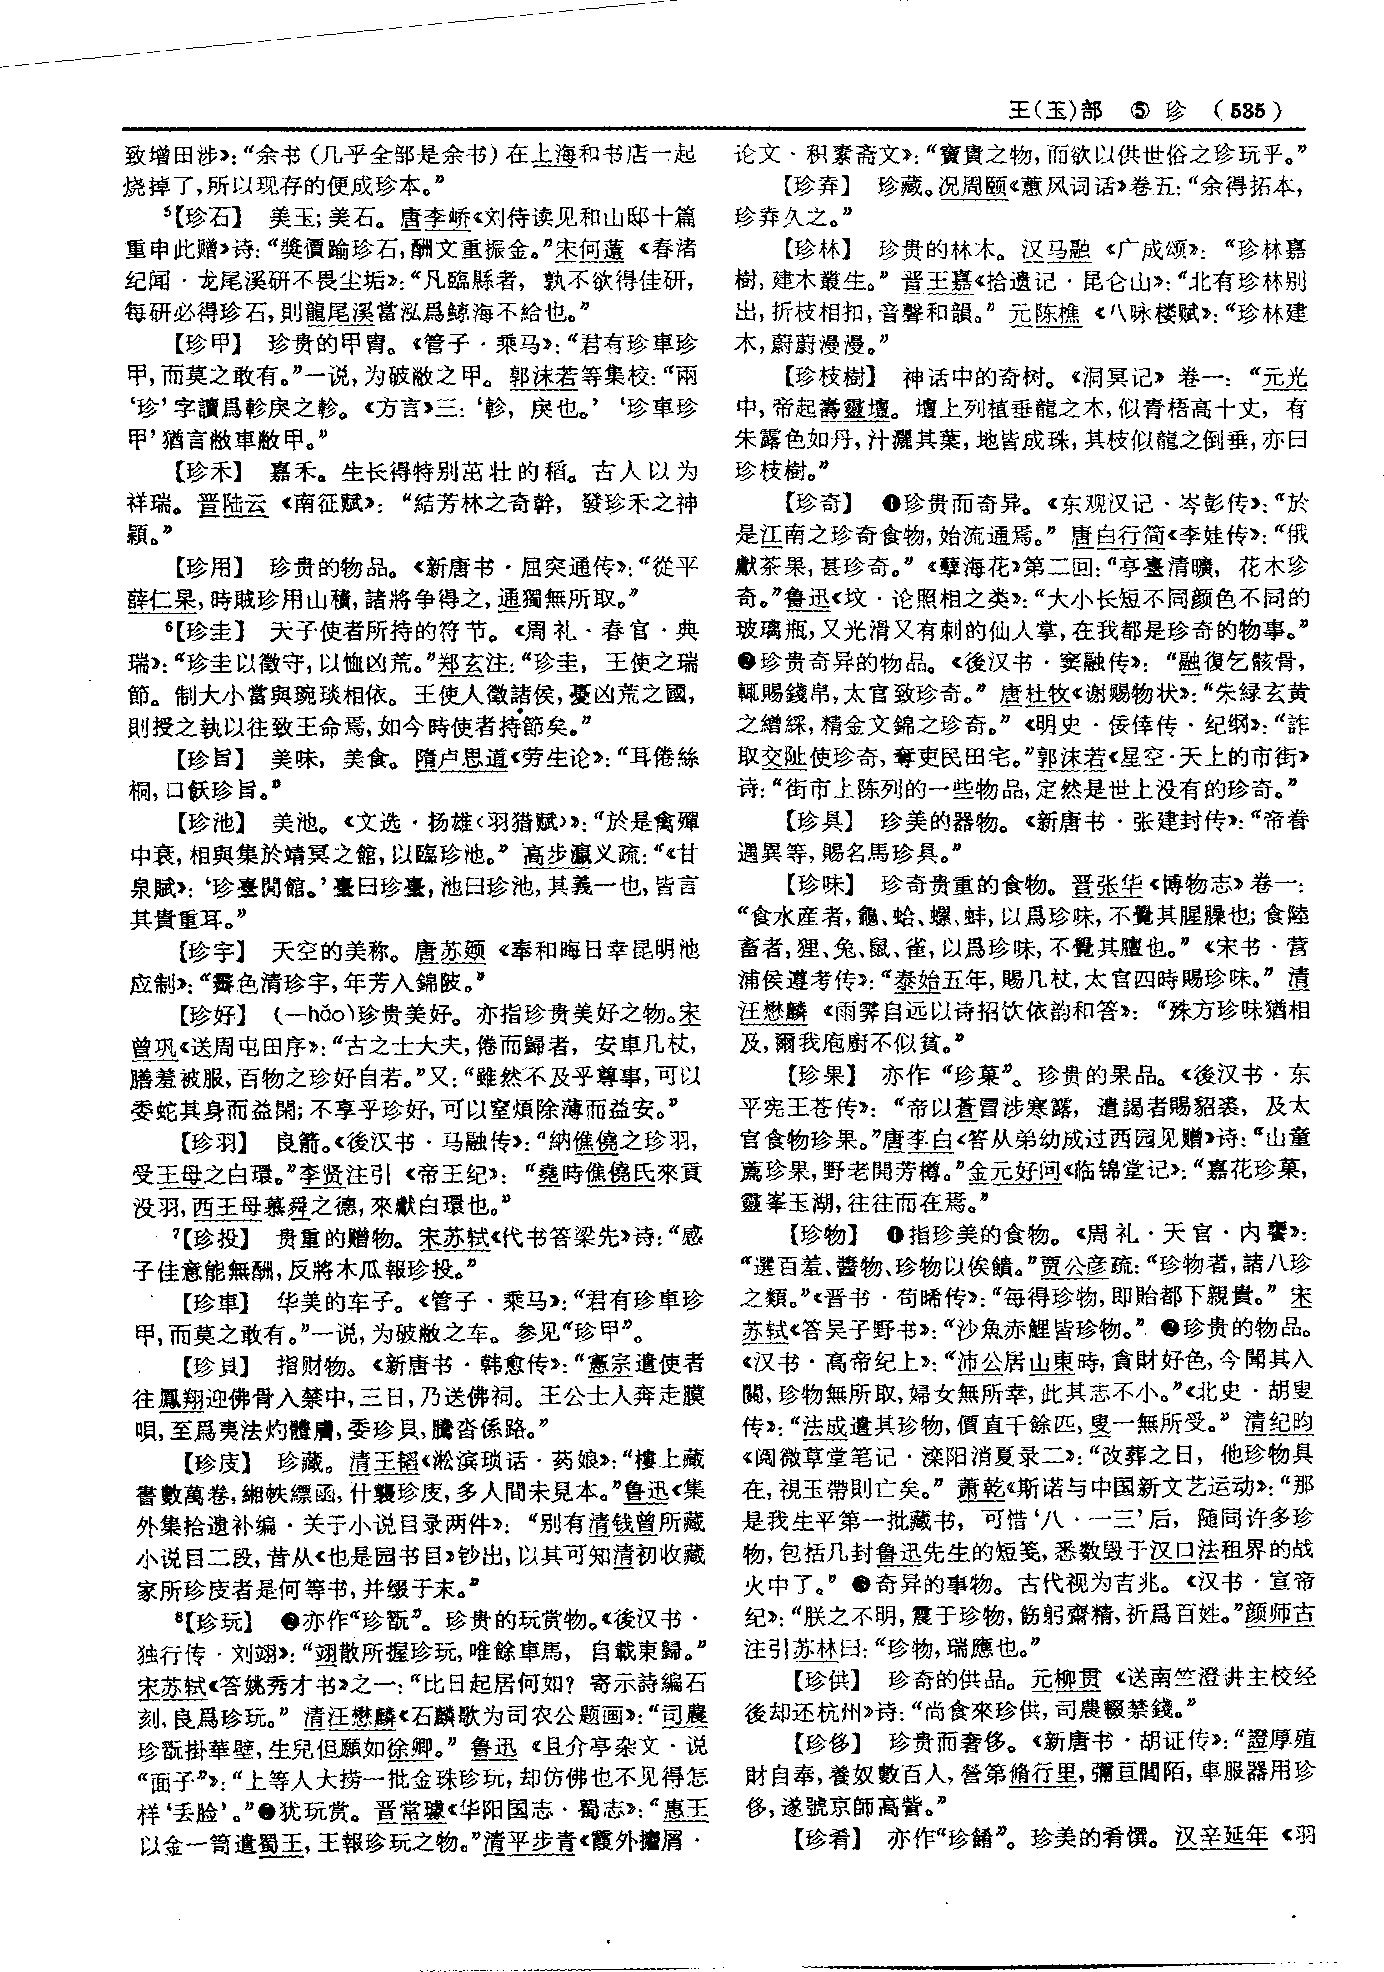 王(玉)部 ⑤ 珍 (535)
致增田涉》：“余书（几乎全部是余书）在上海和书店一起
烧掉了，所以现存的便成珍本。”
⁵【珍石】 美玉；美石。唐李峤《刘侍读见和山邸十篇
重申此赠》诗：“獎價踰珍石，酬文重振金。”宋何薳《春渚
纪闻·龙尾溪研不畏尘垢》：“凡臨縣者，孰不欲得佳研，
每研必得珍石，則龍尾溪當泓爲鲸海不給也。”
【珍甲】 珍贵的甲胄。《管子·乘马》：“君有珍車珍
甲，而莫之敢有。”一说，为破敝之甲。郭沫若等集校：“兩
‘珍’字讀爲軫戾之軫。《方言》三：‘軫，戾也。’‘珍車珍
甲’猶言敝車敝甲。”
【珍禾】 嘉禾。生长得特别茁壮的稻。古人以为
祥瑞。晋陆云《南征赋》：“結芳林之奇幹，發珍禾之神
穎。”
【珍用】 珍贵的物品。《新唐书·屈突通传》：“從平
薛仁杲，時賊珍用山積，諸將争得之，通獨無所取。”
⁶【珍圭】 天子使者所持的符节。《周礼·春官·典
瑞》：“珍圭以徵守，以恤凶荒。”郑玄注：“珍圭，王使之瑞
節。制大小當與琬琰相依。王使人徵諸侯，憂凶荒之國，
則授之執以往致王命焉，如今時使者持節矣。”
【珍旨】 美味，美食。隋卢思道《劳生论》：“耳倦絲
桐，口飫珍旨。”
【珍池】 美池。《文选·扬雄〈羽猎赋〉》：“於是禽殫
中衰，相與集於靖冥之館，以臨珍池。”高步瀛义疏：“《甘
泉賦》：‘珍臺閒館。’臺曰珍臺，池曰珍池，其義一也，皆言
其貴重耳。”
【珍宇】 天空的美称。唐苏颋《奉和晦日幸昆明池
应制》：“霽色清珍宇，年芳入錦陂。”
【珍好】 （一hǎo）珍贵美好。亦指珍贵美好之物。宋
曾巩《送周屯田序》：“古之士大夫，倦而歸者，安車几杖，
膳羞被服，百物之珍好自若。”又：“雖然不及乎尊事，可以
委蛇其身而益閑；不享乎珍好，可以窒煩除薄而益安。”
【珍羽】 良箭。《後汉书·马融传》：“納僬僥之珍羽，
受王母之白環。”李贤注引《帝王纪》：“堯時僬僥氏來貢
没羽，西王母慕舜之德，來獻白環也。”
⁷【珍投】 贵重的赠物。宋苏轼《代书答梁先》诗：“感
子佳意能無酬，反將木瓜報珍投。”
【珍車】 华美的车子。《管子·乘马》：“君有珍車珍
甲，而莫之敢有。”一说，为破敝之车。参见“珍甲”。
【珍貝】 指财物。《新唐书·韩愈传》：“憲宗遣使者
往鳳翔迎佛骨入禁中，三日，乃送佛祠。王公士人奔走膜
唄，至爲夷法灼體膚，委珍貝，騰沓係路。”
【珍庋】 珍藏。清王韬《淞滨琐话·药娘》：“樓上藏
書數萬卷，緗帙縹函，什襲珍庋，多人間未見本。”鲁迅《集
外集拾遗补编·关于小说目录两件》：“别有清钱曾所藏
小说目二段，昔从《也是园书目》钞出，以其可知清初收藏
家所珍庋者是何等书，并缀于末。”
⁸【珍玩】 ❶亦作“珍翫”。珍贵的玩赏物。《後汉书·
独行传·刘翊》：“翊散所握珍玩，唯餘車馬，自載東歸。”
宋苏轼《答姚秀才书》之一：“比日起居何如？寄示詩編石
刻，良爲珍玩。”清汪懋麟《石麟歌为司农公题画》：“司農
珍翫掛華壁，生兒但願如徐卿。”鲁迅《且介亭杂文·说
“面子”》：“上等人大捞一批金珠珍玩，却仿佛也不见得怎
样‘丢脸’。”❷犹玩赏。晋常璩《华阳国志·蜀志》：“惠王
以金一笥遺蜀王，王報珍玩之物。”清平步青《霞外攟屑·
论文·积素斋文》：“寶貴之物，而欲以供世俗之珍玩乎。”
【珍弆】 珍藏。况周颐《蕙风词话》卷五：“余得拓本，
珍弆久之。”
【珍林】 珍贵的林木。汉马融《广成颂》：“珍林嘉
樹，建木叢生。”晋王嘉《拾遗记·昆仑山》：“北有珍林别
出，折枝相扣，音聲和韻。”元陈樵《八咏楼赋》：“珍林建
木，蔚蔚漫漫。”
【珍枝樹】 神话中的奇树。《洞冥记》卷一：“元光
中，帝起壽靈壇。壇上列植垂龍之木，似青梧高十丈，有
朱露色如丹，汁灑其葉，地皆成珠，其枝似龍之倒垂，亦曰
珍枝樹。”
【珍奇】 ❶珍贵而奇异。《东观汉记·岑彭传》：“於
是江南之珍奇食物，始流通焉。”唐白行简《李娃传》：“俄
獻茶果，甚珍奇。”《孽海花》第二回：“亭臺清曠，花木珍
奇。”鲁迅《坟·论照相之类》：“大小长短不同颜色不同的
玻璃瓶，又光滑又有刺的仙人掌，在我都是珍奇的物事。”
❷珍贵奇异的物品。《後汉书·窦融传》：“融復乞骸骨，
輒賜錢帛，太官致珍奇。”唐杜牧《谢赐物状》：“朱緑玄黄
之繒綵，精金文錦之珍奇。”《明史·佞倖传·纪纲》：“詐
取交阯使珍奇，奪吏民田宅。”郭沫若《星空·天上的市街》
诗：“街市上陈列的一些物品，定然是世上没有的珍奇。”
【珍具】 珍美的器物。《新唐书·张建封传》：“帝眷
遇異等，賜名馬珍具。”
【珍味】 珍奇贵重的食物。晋张华《博物志》卷一：
“食水産者，龜、蛤、螺、蚌，以爲珍味，不覺其腥臊也；食陸
畜者，狸、兔、鼠、雀，以爲珍味，不覺其膻也。”《宋书·营
浦侯遵考传》：“泰始五年，賜几杖，太官四時賜珍味。”清
汪懋麟《雨霁自远以诗招饮依韵和答》：“殊方珍味猶相
及，爾我庖廚不似貧。”
【珍果】 亦作“珍菓”。珍贵的果品。《後汉书·东
平宪王苍传》：“帝以蒼冒涉寒露，遣謁者賜貂裘，及太
官食物珍果。”唐李白《答从弟幼成过西园见赠》诗：“山童
薦珍果，野老開芳樽。”金元好问《临锦堂记》：“嘉花珍菓，
靈峯玉湖，往往而在焉。”
【珍物】 ❶指珍美的食物。《周礼·天官·内饔》：
“選百羞、醬物、珍物以俟饋。”贾公彦疏：“珍物者，諸八珍
之類。”《晋书·苟晞传》：“每得珍物，即貽都下親貴。”宋
苏轼《答吴子野书》：“沙魚赤鯉皆珍物。”❷珍贵的物品。
《汉书·高帝纪上》：“沛公居山東時，貪財好色，今聞其入
關，珍物無所取，婦女無所幸，此其志不小。”《北史·胡叟
传》：“法成遺其珍物，價直千餘匹，叟一無所受。”清纪昀
《阅微草堂笔记·滦阳消夏录二》：“改葬之日，他珍物具
在，視玉帶則亡矣。”萧乾《斯诺与中国新文艺运动》：“那
是我生平第一批藏书，可惜‘八·一三’后，随同许多珍
物，包括几封鲁迅先生的短笺，悉数毁于汉口法租界的战
火中了。”❸奇异的事物。古代视为吉兆。《汉书·宣帝
纪》：“朕之不明，震于珍物，飭躬齋精，祈爲百姓。”颜师古
注引苏林曰：“珍物，瑞應也。”
【珍供】 珍奇的供品。元柳贯《送南竺澄讲主校经
後却还杭州》诗：“尚食來珍供，司農輟禁錢。”
【珍侈】 珍贵而奢侈。《新唐书·胡证传》：“證厚殖
財自奉，養奴數百人，營第脩行里，彌亘閭陌，車服器用珍
侈，遂號京師高訾。”
【珍肴】 亦作“珍餚”。珍美的肴馔。汉辛延年《羽